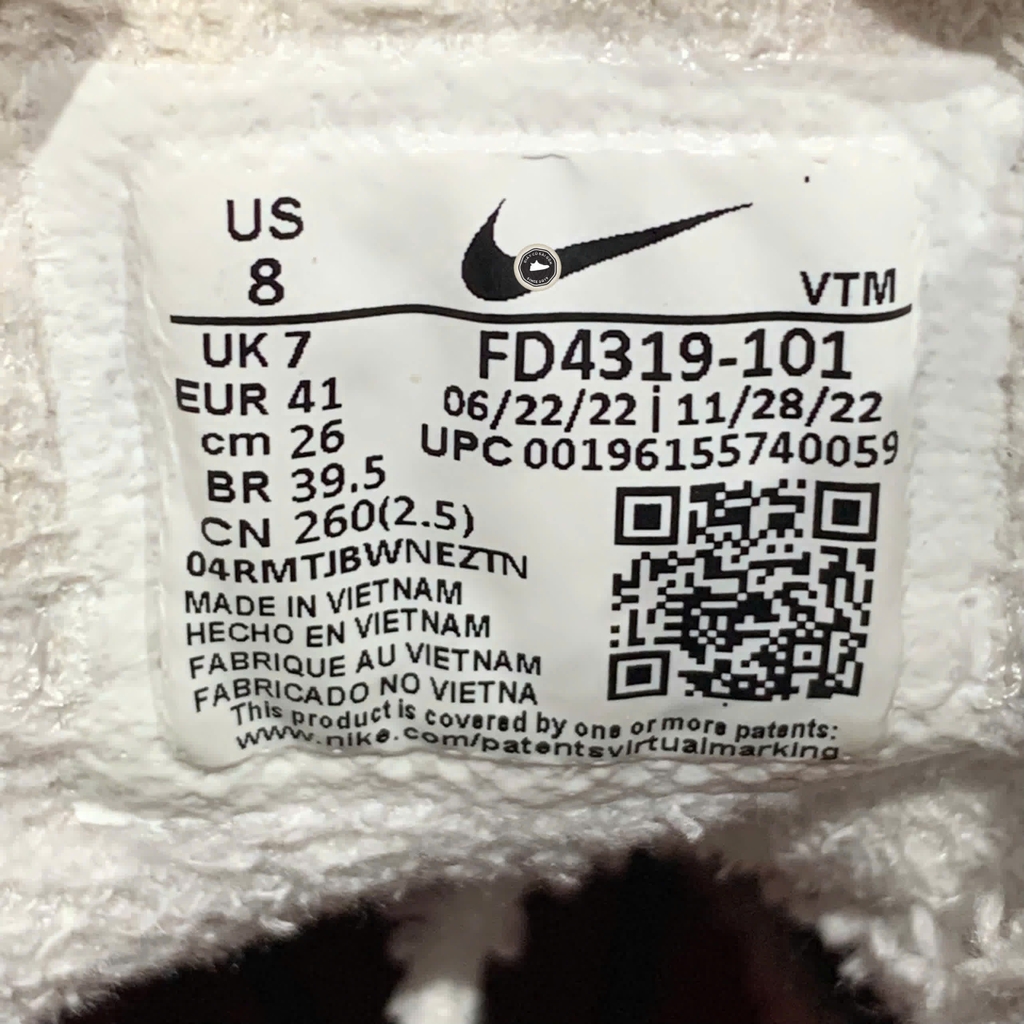 US
8
VTM
UK 7
FD4319-101
EUR 41
06/22/22 | 11/28/22
cm 26
UPC 00196155740059
BR 39.5
CN 260(2.5)
04RMTJBWNEZTN
MADE IN VIETNAM
HECHO EN VIETNAM
FABRIQUE AU VIETNAM
FABRICADO NO VIETNA
This product is covered by one or more patents:
www.nike.com/patentsvirtualmarking